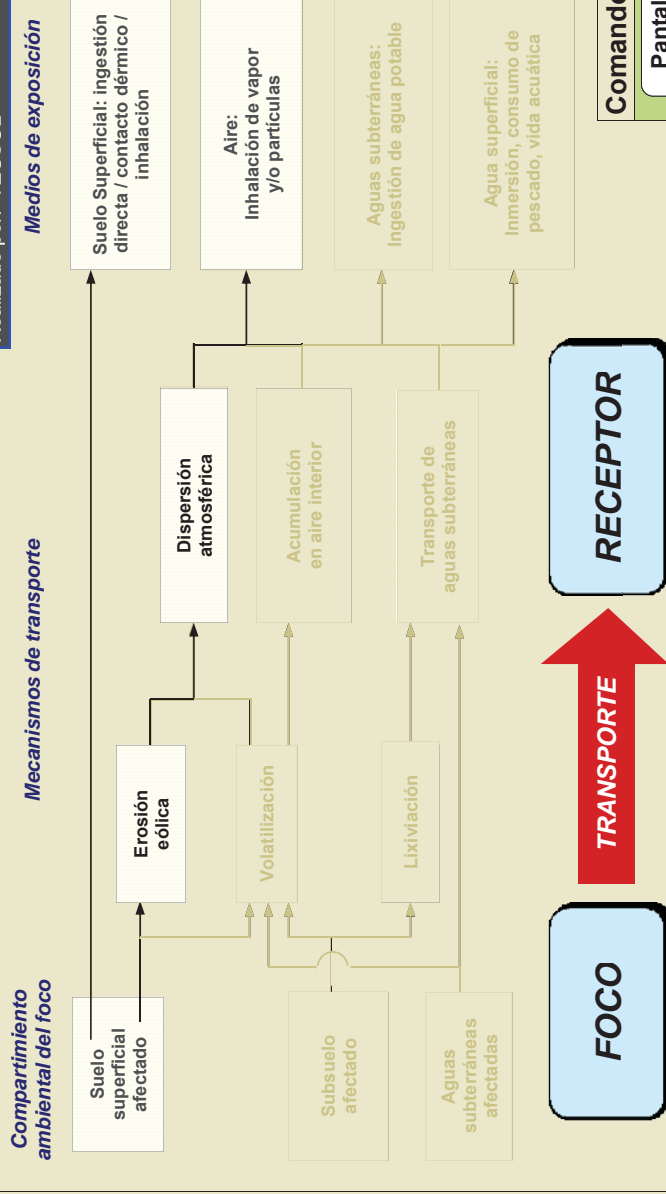 Compartimiento
ambiental del foco
Mecanismos de transporte
Medios de exposición
Suelo
superficial
afectado
Subsuelo
afectado
Aguas
subterráneas
afectadas
Erosión
eólica
Volatilización
Lixiviación
Dispersión
atmosférica
Acumulación
en aire interior
Transporte de
aguas subterráneas
Suelo Superficial: ingestión
directa / contacto dérmico /
inhalación
Aire:
Inhalación de vapor
y/o partículas
Aguas subterráneas:
Ingestión de agua potable
Agua superficial:
Inmersión, consumo de
pescado, vida acuática
FOCO
TRANSPORTE
RECEPTOR